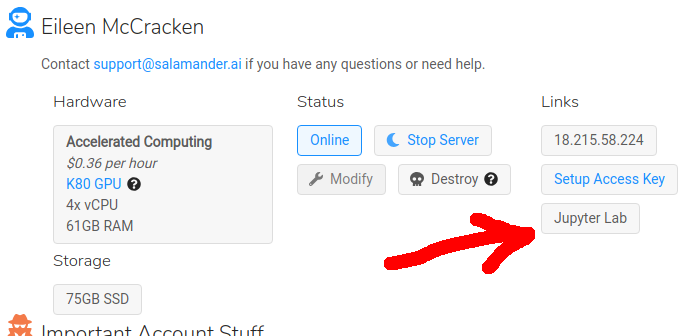 Eileen McCracken
Contact support@salamander.ai if you have any questions or need help.
Hardware
Accelerated Computing
$0.36 per hour
K80 GPU ?
4x vCPU
61GB RAM
Storage
75GB SSD
Status
Online
Stop Server
Modify
Destroy ?
Links
18.215.58.224
Setup Access Key
Jupyter Lab
Important Account Stuff